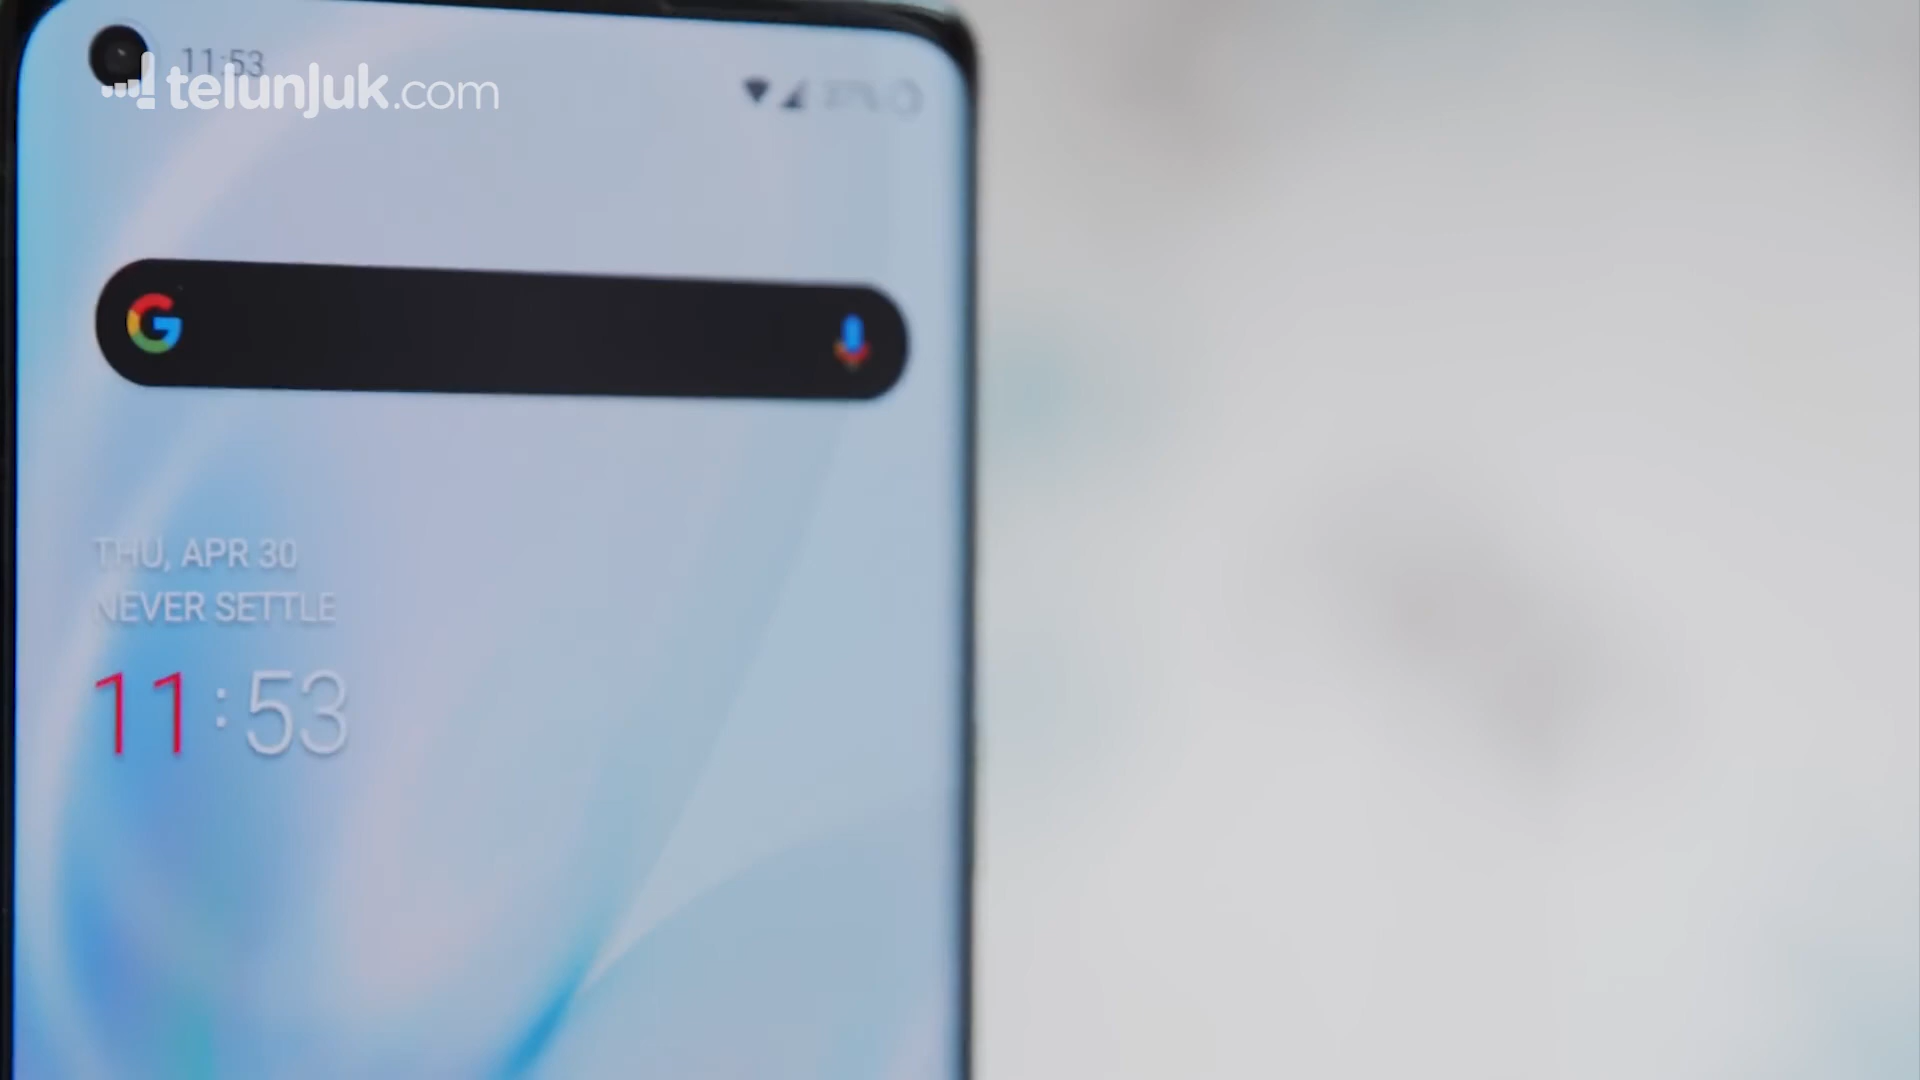 11:53
telunjuk.com
THU, APR 30
NEVER SETTLE
11:53